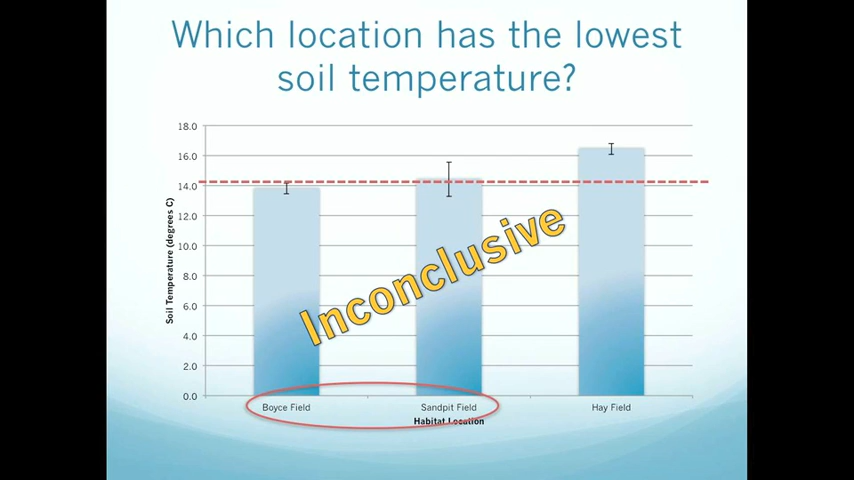 Which location has the lowest
soil temperature?
18.0
16.0
14.0
12.0
10.0
8.0
6.0
4.0
2.0
0.0
Soil Temperature (degrees C)
Inconclusive
Boyce Field
Sandpit Field
Hay Field
Habitat Location